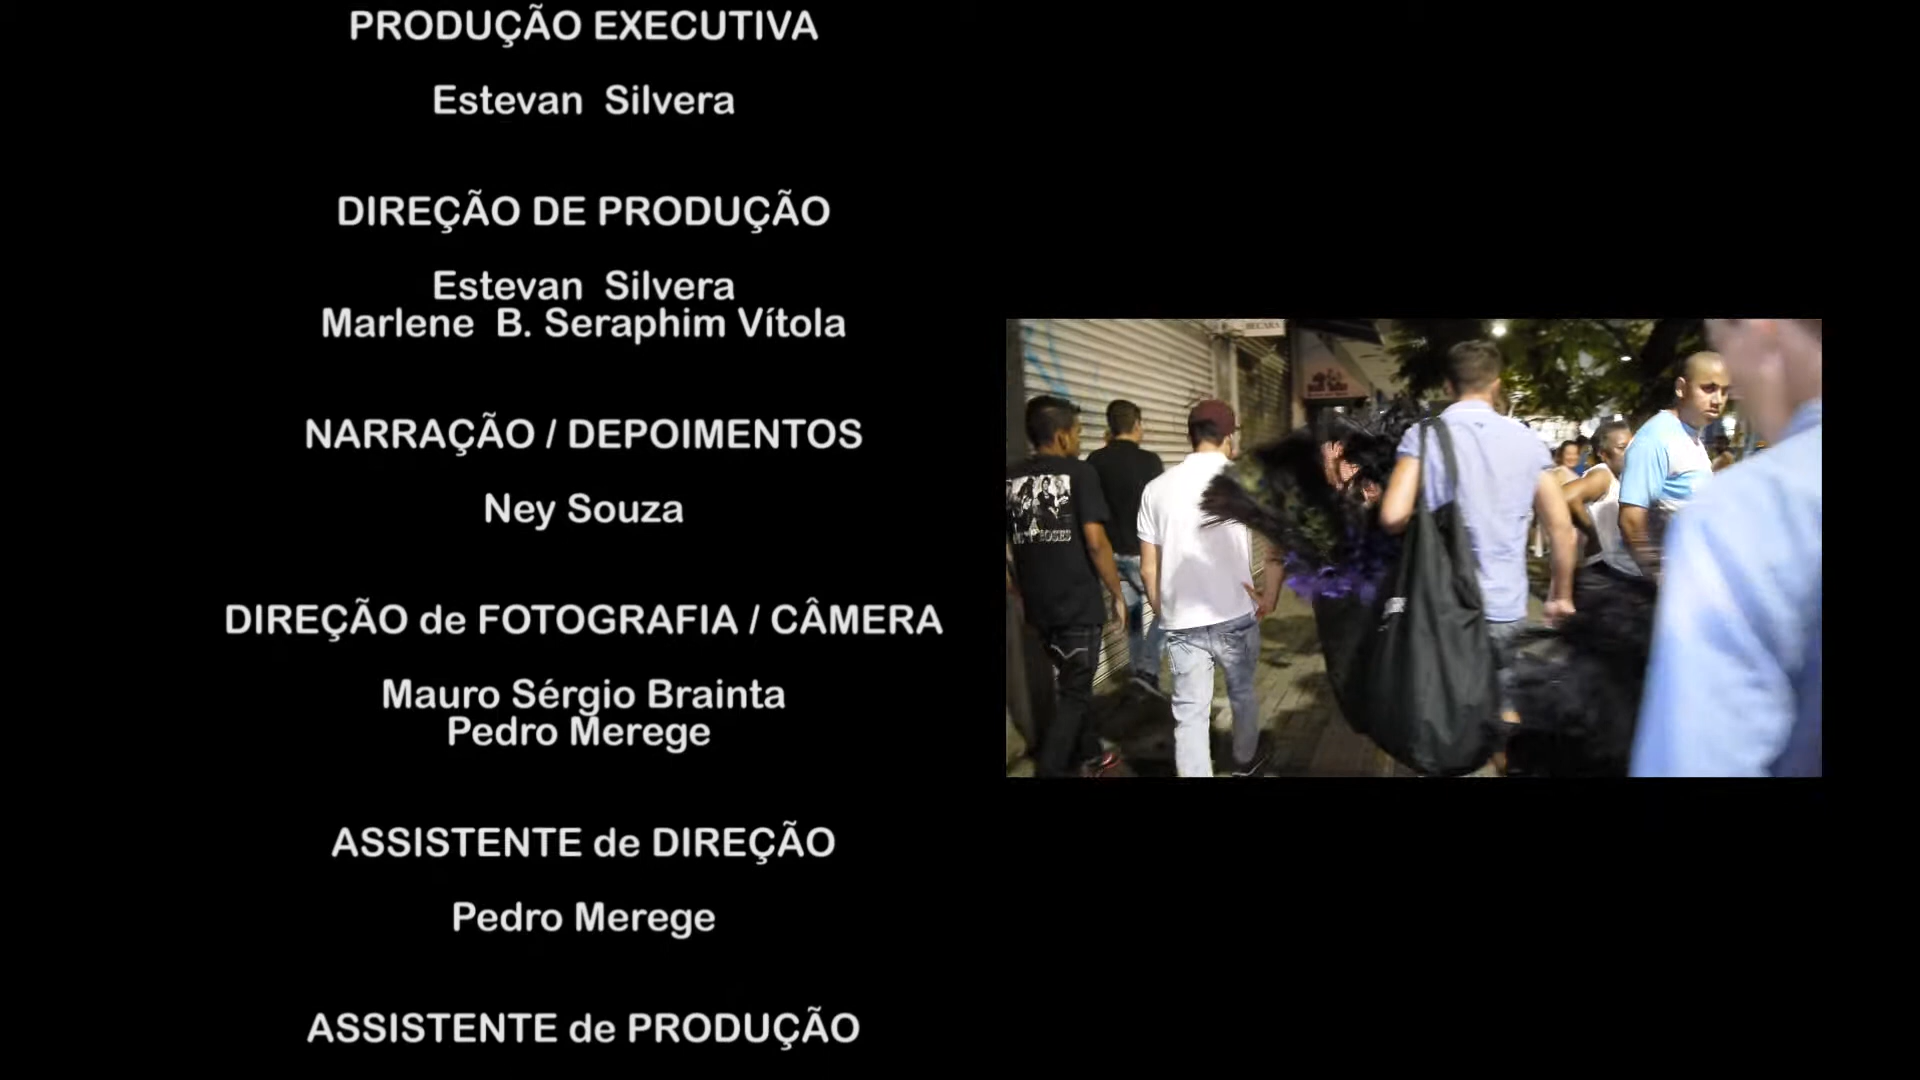 PRODUÇÃO EXECUTIVA
Estevan Silvera
DIREÇÃO DE PRODUÇÃO
Estevan Silvera
Marlene B. Seraphim Vítola
NARRAÇÃO / DEPOIMENTOS
Ney Souza
DIREÇÃO de FOTOGRAFIA / CÂMERA
Mauro Sérgio Brainta
Pedro Merege
ASSISTENTE de DIREÇÃO
Pedro Merege
ASSISTENTE de PRODUÇÃO